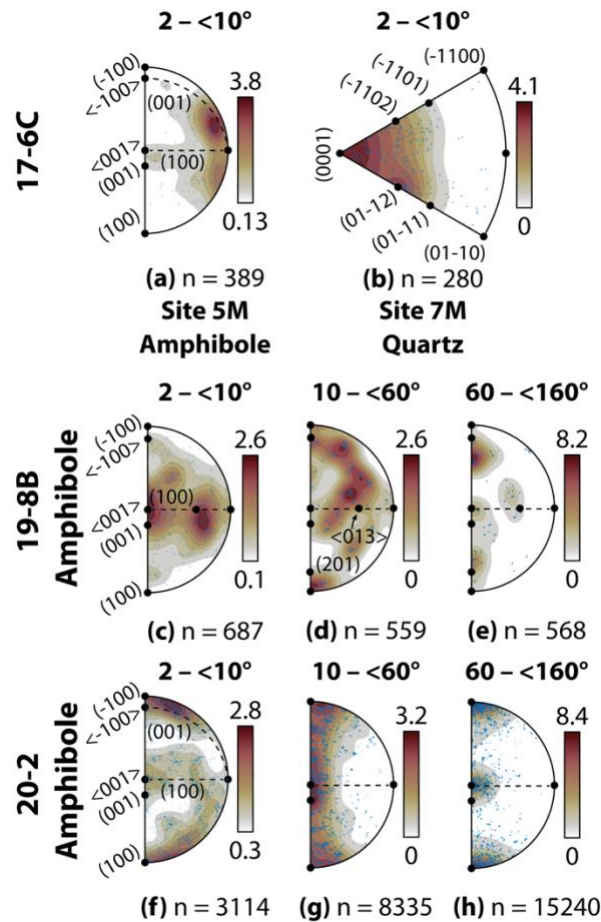 2 – <10°
2 – <10°
17-6C
(-100)
<-100>
(001)
<001>
(001)
(100)
(100)
3.8
0.13
(-1100)
(-1101)
(-1102)
(0001)
(01-12)
(01-11)
(01-10)
4.1
0
(a) n = 389
(b) n = 280
Site 5M
Amphibole
Site 7M
Quartz
19-8B
Amphibole
2 – <10°
10 – <60°
60 – <160°
(-100)
<-100>
(100)
<001>
(001)
(100)
2.6
0.1
<013>
(201)
2.6
0
8.2
0
(c) n = 687
(d) n = 559
(e) n = 568
20-2
Amphibole
2 – <10°
10 – <60°
60 – <160°
(-100)
<-100>
(001)
<001>
(001)
(100)
(100)
2.8
0.3
3.2
0
8.4
0
(f) n = 3114
(g) n = 8335
(h) n = 15240